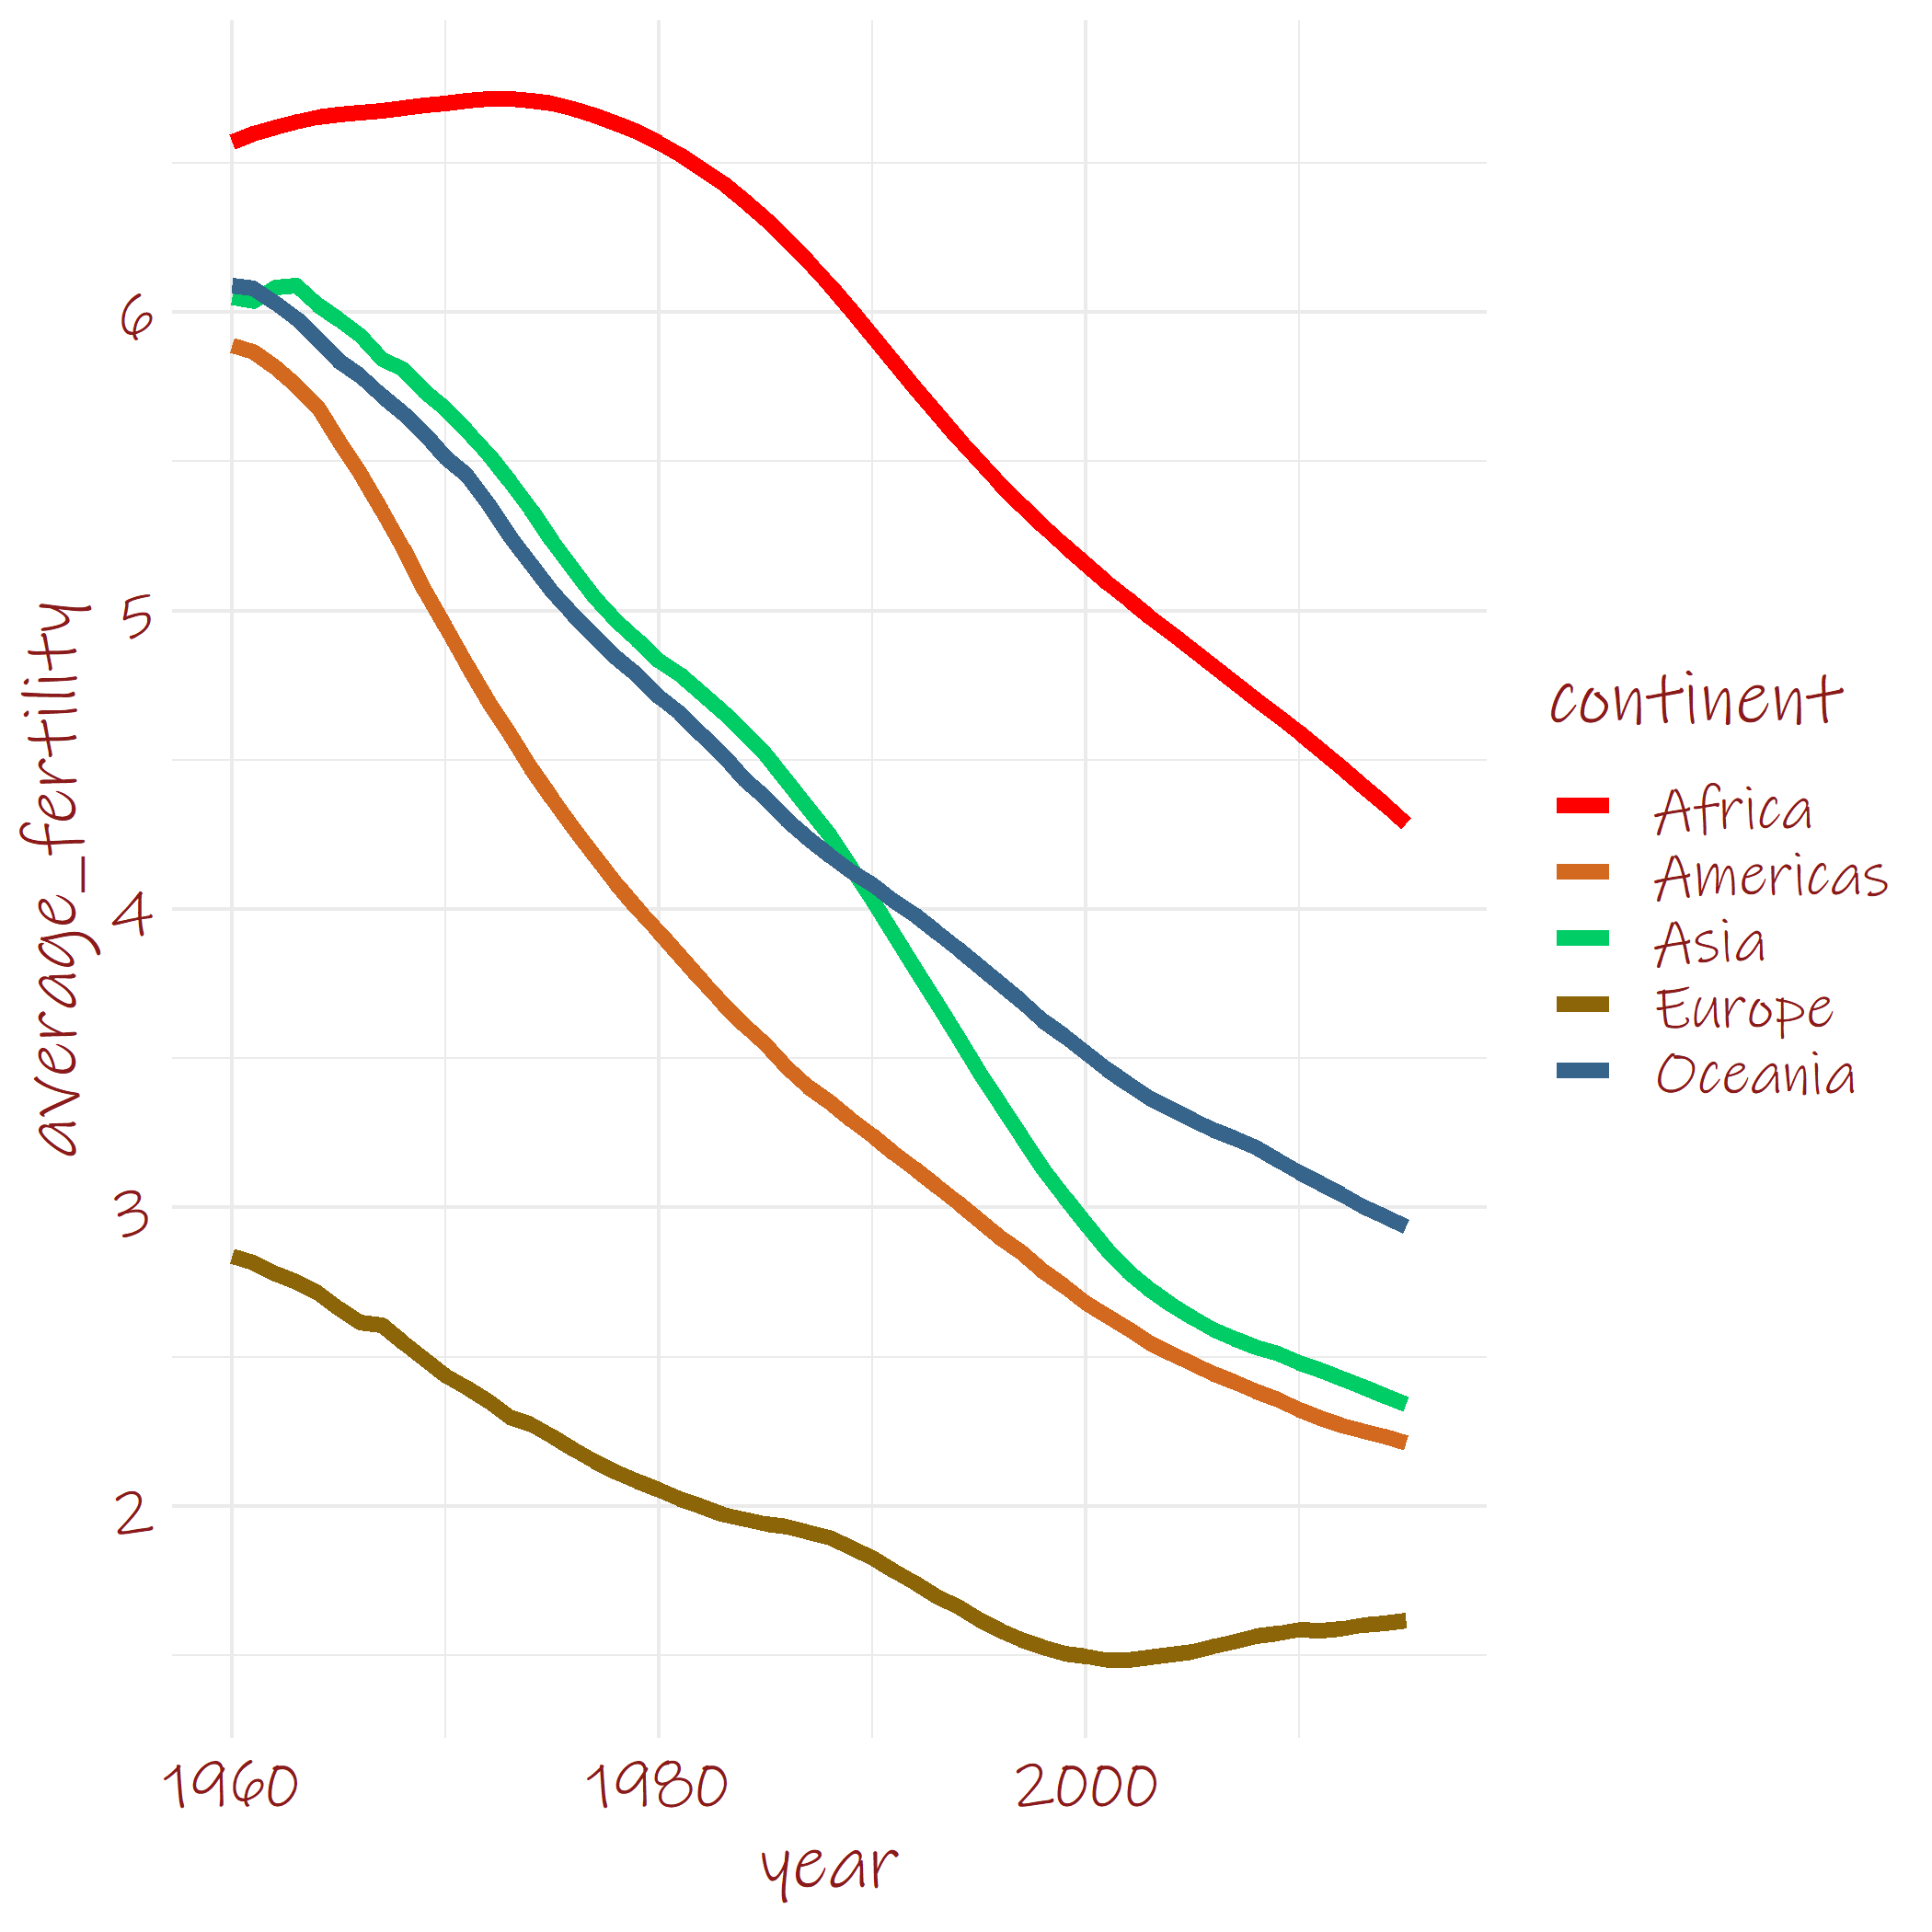 average_fertility
6
5
4
3
2
1960 1980 2000
year
continent
Africa
Americas
Asia
Europe
Oceania